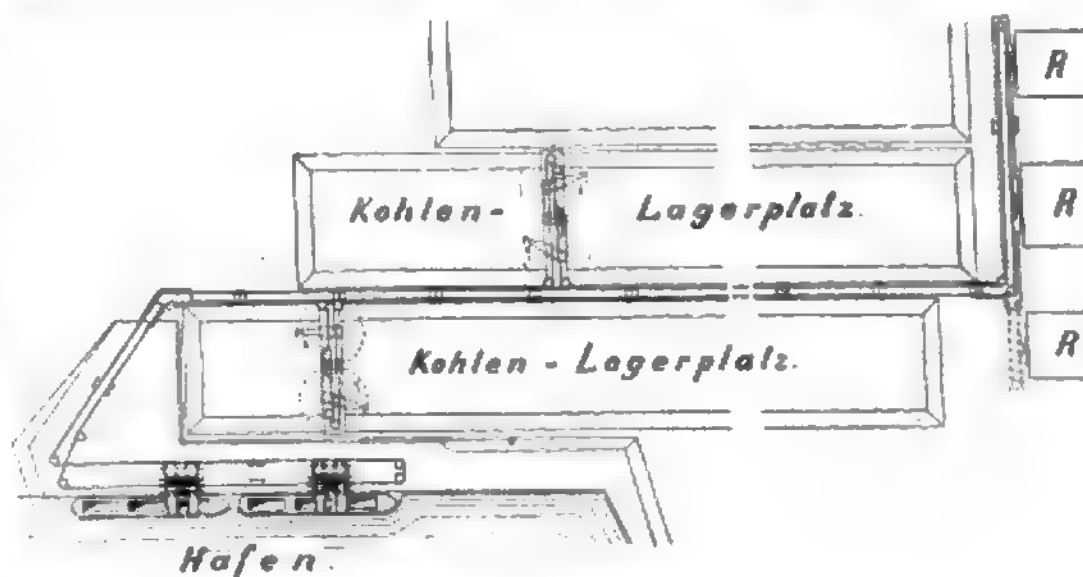 R
Kohlen- Lagerplatz.
R
Kohlen - Lagerplatz.
R
Hafen.